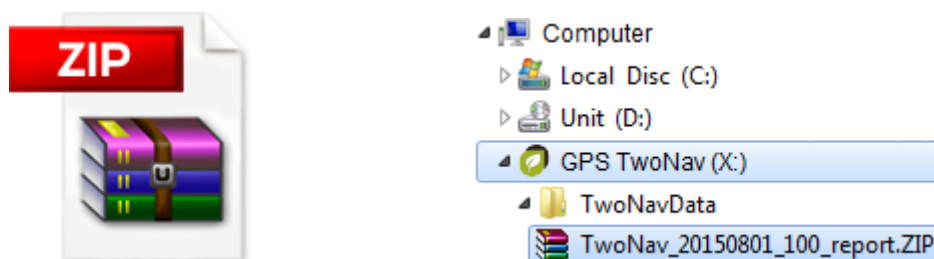 ZIP
Computer
Local Disc (C:)
Unit (D:)
GPS TwoNav (X:)
TwoNavData
TwoNav_20150801_100_report.ZIP